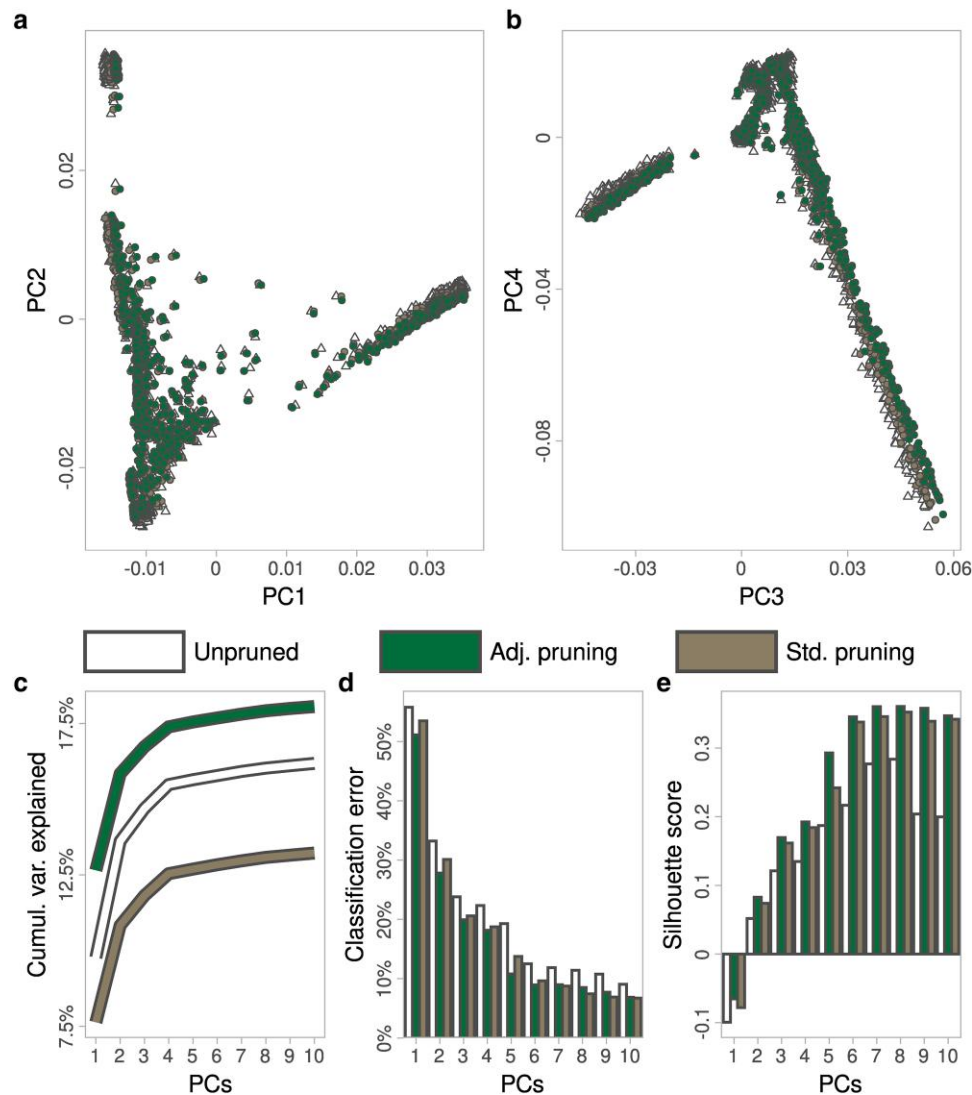 a
b
PC2
0.02
0
-0.02
-0.01
0
0.01
0.02
0.03
PC1
PC4
0
-0.04
-0.08
-0.03
0
0.03
0.06
PC3
Unpruned
Adj. pruning
Std. pruning
c
d
e
Cumul. var. explained
17.5%
12.5%
7.5%
1 2 3 4 5 6 7 8 9 10
PCs
Classification error
50%
40%
30%
20%
10%
0%
1 2 3 4 5 6 7 8 9 10
PCs
Silhouette score
0.3
0.2
0.1
0
-0.1
1 2 3 4 5 6 7 8 9 10
PCs